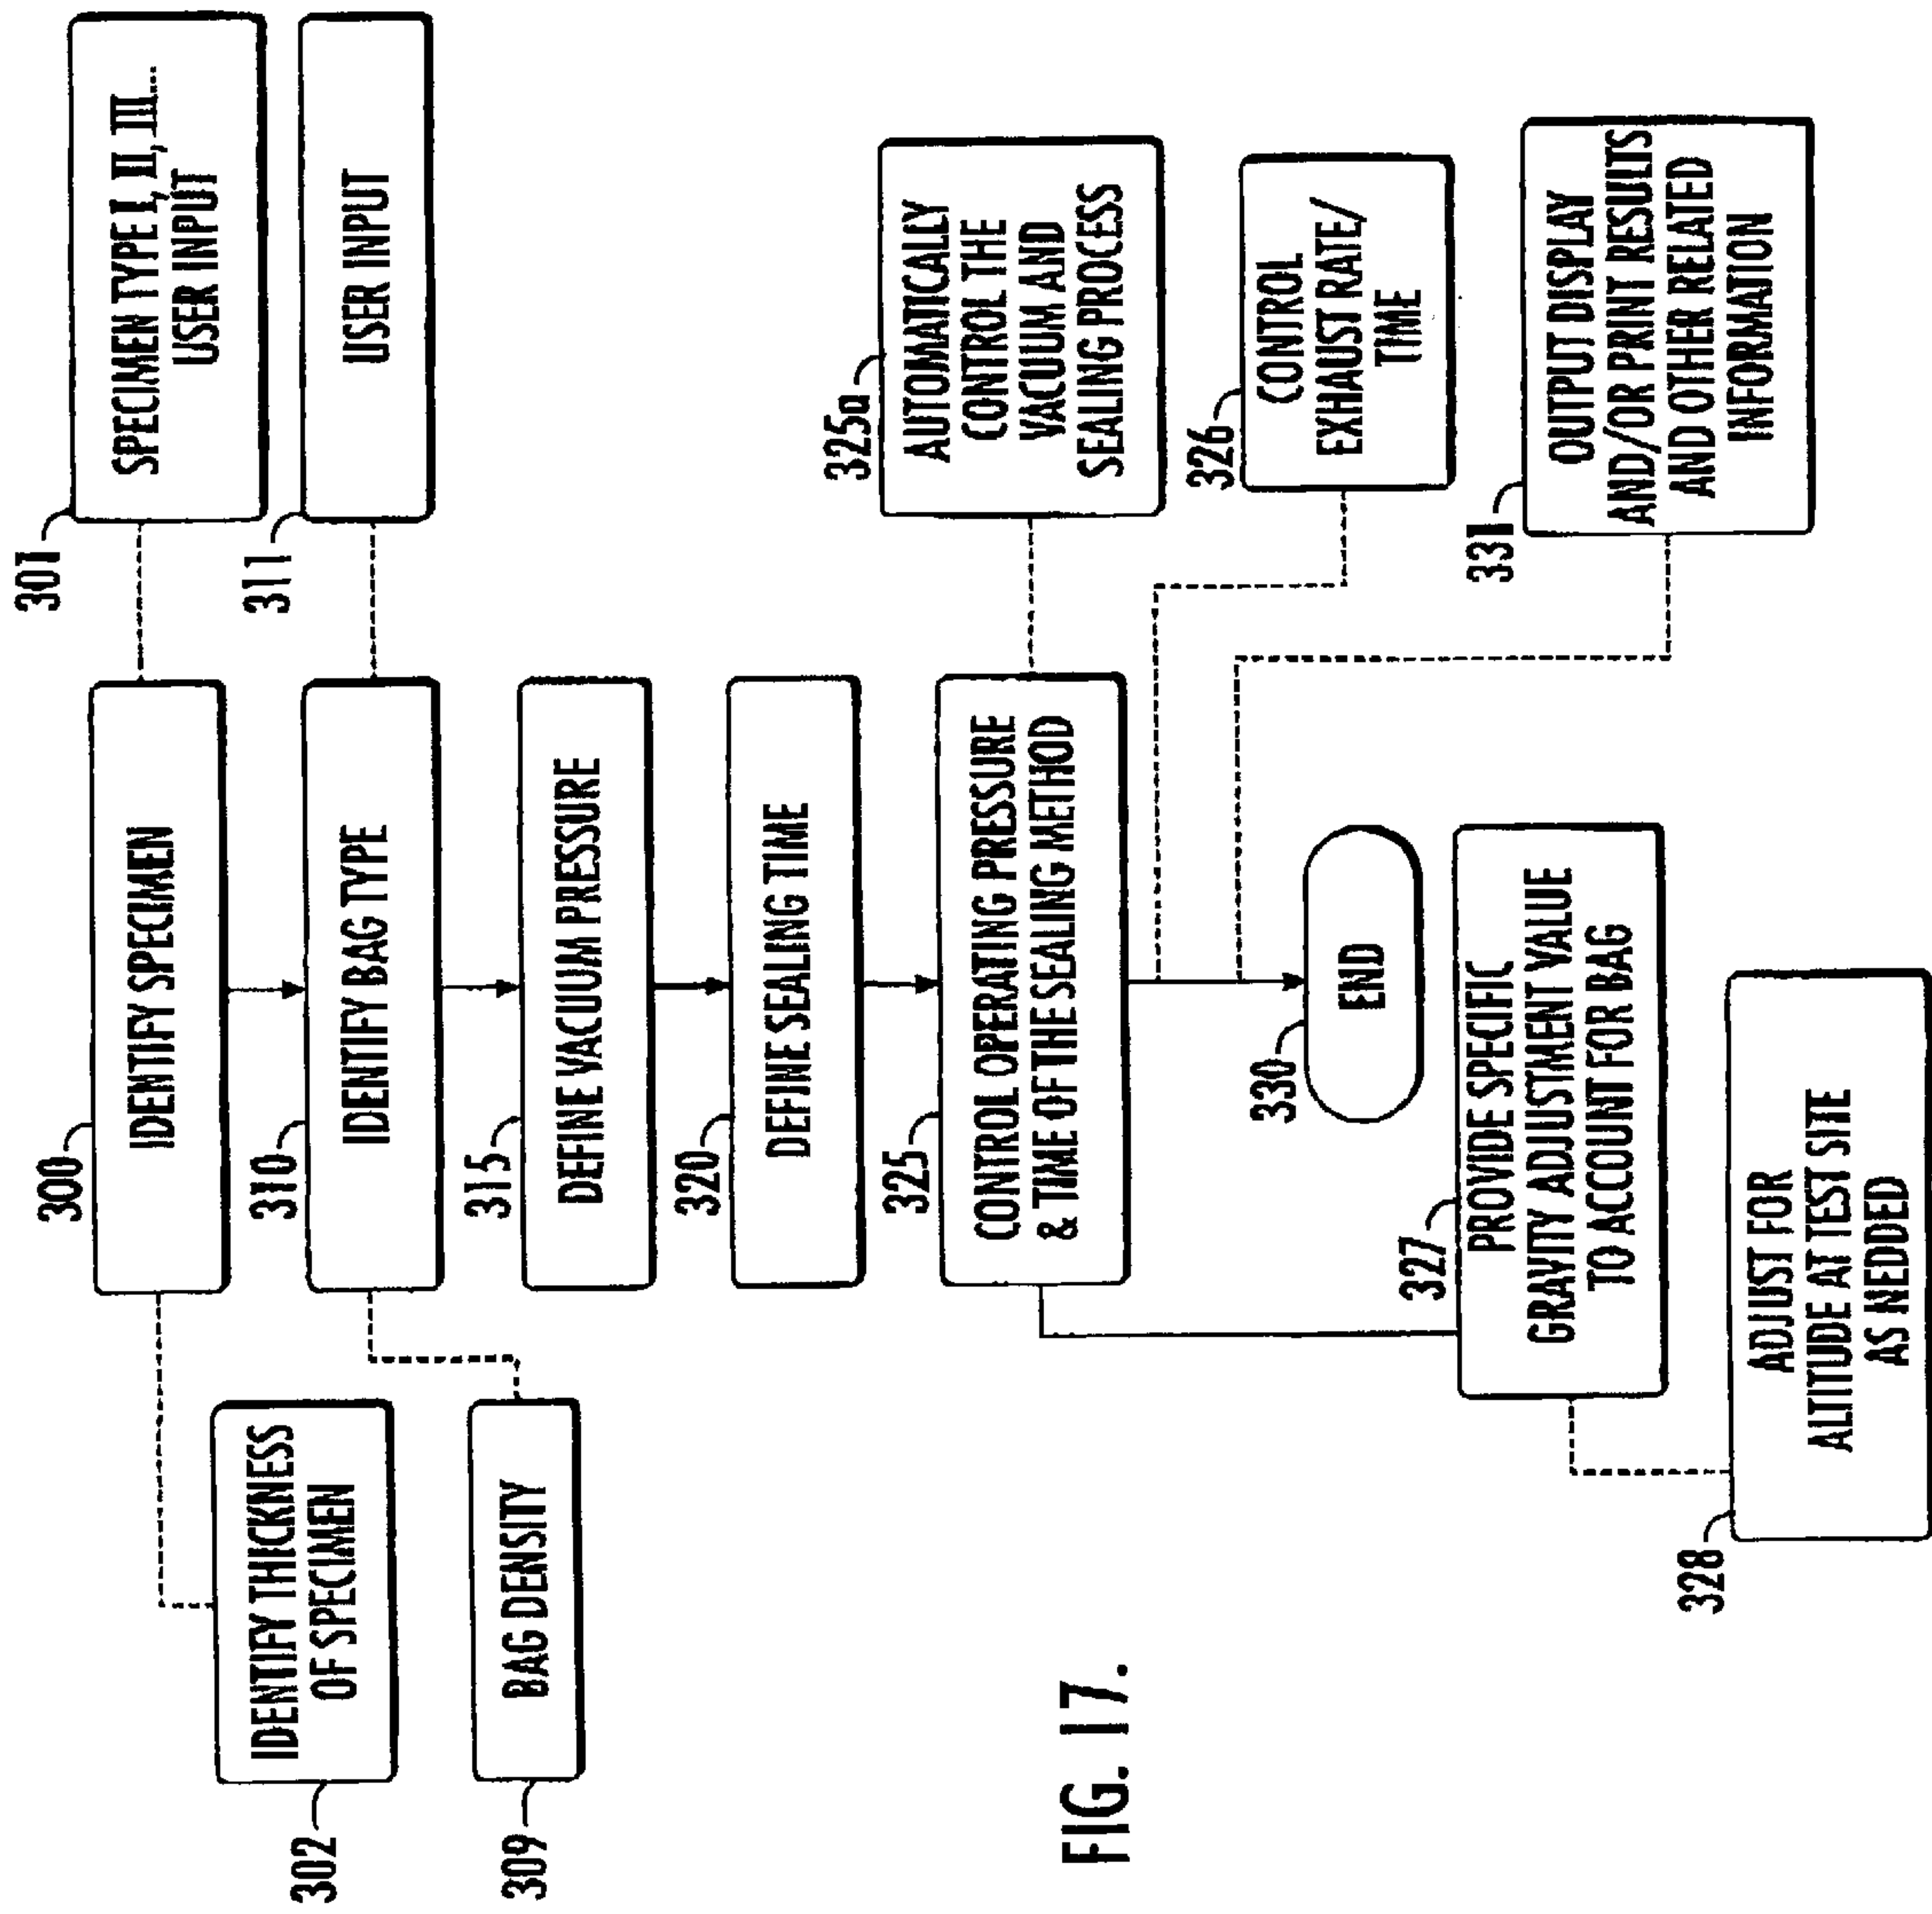 301
SPECIMEN TYPE I, II, III...
USER INPUT
300
IDENTIFY SPECIMEN
302
IDENTIFY THICKNESS
OF SPECIMEN
311
USER INPUT
310
IDENTIFY BAG TYPE
309
BAG DENSITY
315
DEFINE VACUUM PRESSURE
320
DEFINE SEALING TIME
325
CONTROL OPERATING PRESSURE
& TIME OF THE SEALING METHOD
325a
AUTOMATICALLY
CONTROL THE
VACUUM AND
SEALING PROCESS
326
CONTROL
EXHAUST RATE/
TIME
330
END
331
OUTPUT DISPLAY
AND/OR PRINT RESULTS
AND OTHER RELATED
INFORMATION
327
PROVIDE SPECIFIC
GRAVITY ADJUSTMENT VALUE
TO ACCOUNT FOR BAG
328
ADJUST FOR
ALTITUDE AT TEST SITE
AS NEDDED
FIG. 17.